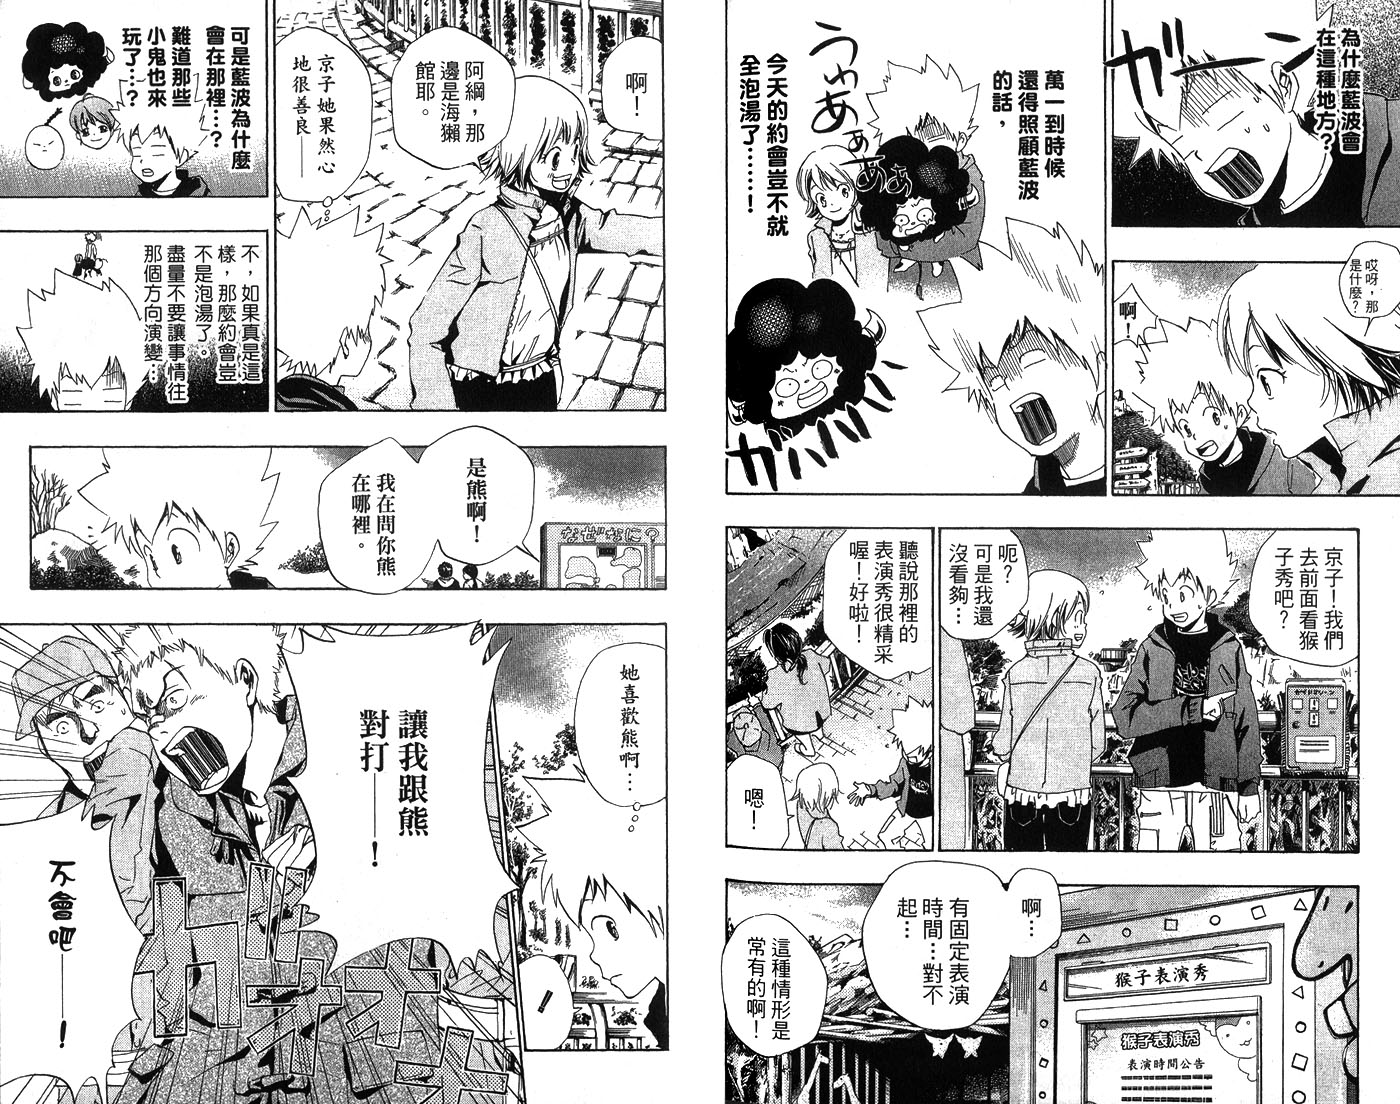 為什麼藍波會
在這種地方?
ガーン
哎呀,那
是什麼?
啊!
萬一到時候
還得照顧藍波
的話,
うわあ
ああぁ
今天的約會豈不就
全泡湯了……!
ガハハハ
京子!我們
去前面看猴
子秀吧?
呃?
可是我還
沒看夠…
聽說那裡的
表演秀很精采
喔!好啦!
嗯!
猴子表演秀
猴子表演秀
表演時間公告
啊…
有固定表演
時間…對不
起…
這種情形是
常有的啊!
啊!
阿綱,那
邊是海獺
館耶。
京子她果然心
地很善良—
可是藍波為什麼
會在那裡…?
難道那些
小鬼也來
玩了…?
不,如果真是這
樣,那麼約會豈
不是泡湯了。
盡量不要讓事情往
那個方向演變…
なぜなに?
是熊啊!
我在問你熊
在哪裡。
她喜歡熊啊…
!
讓我跟熊
對打——!
不會吧——!